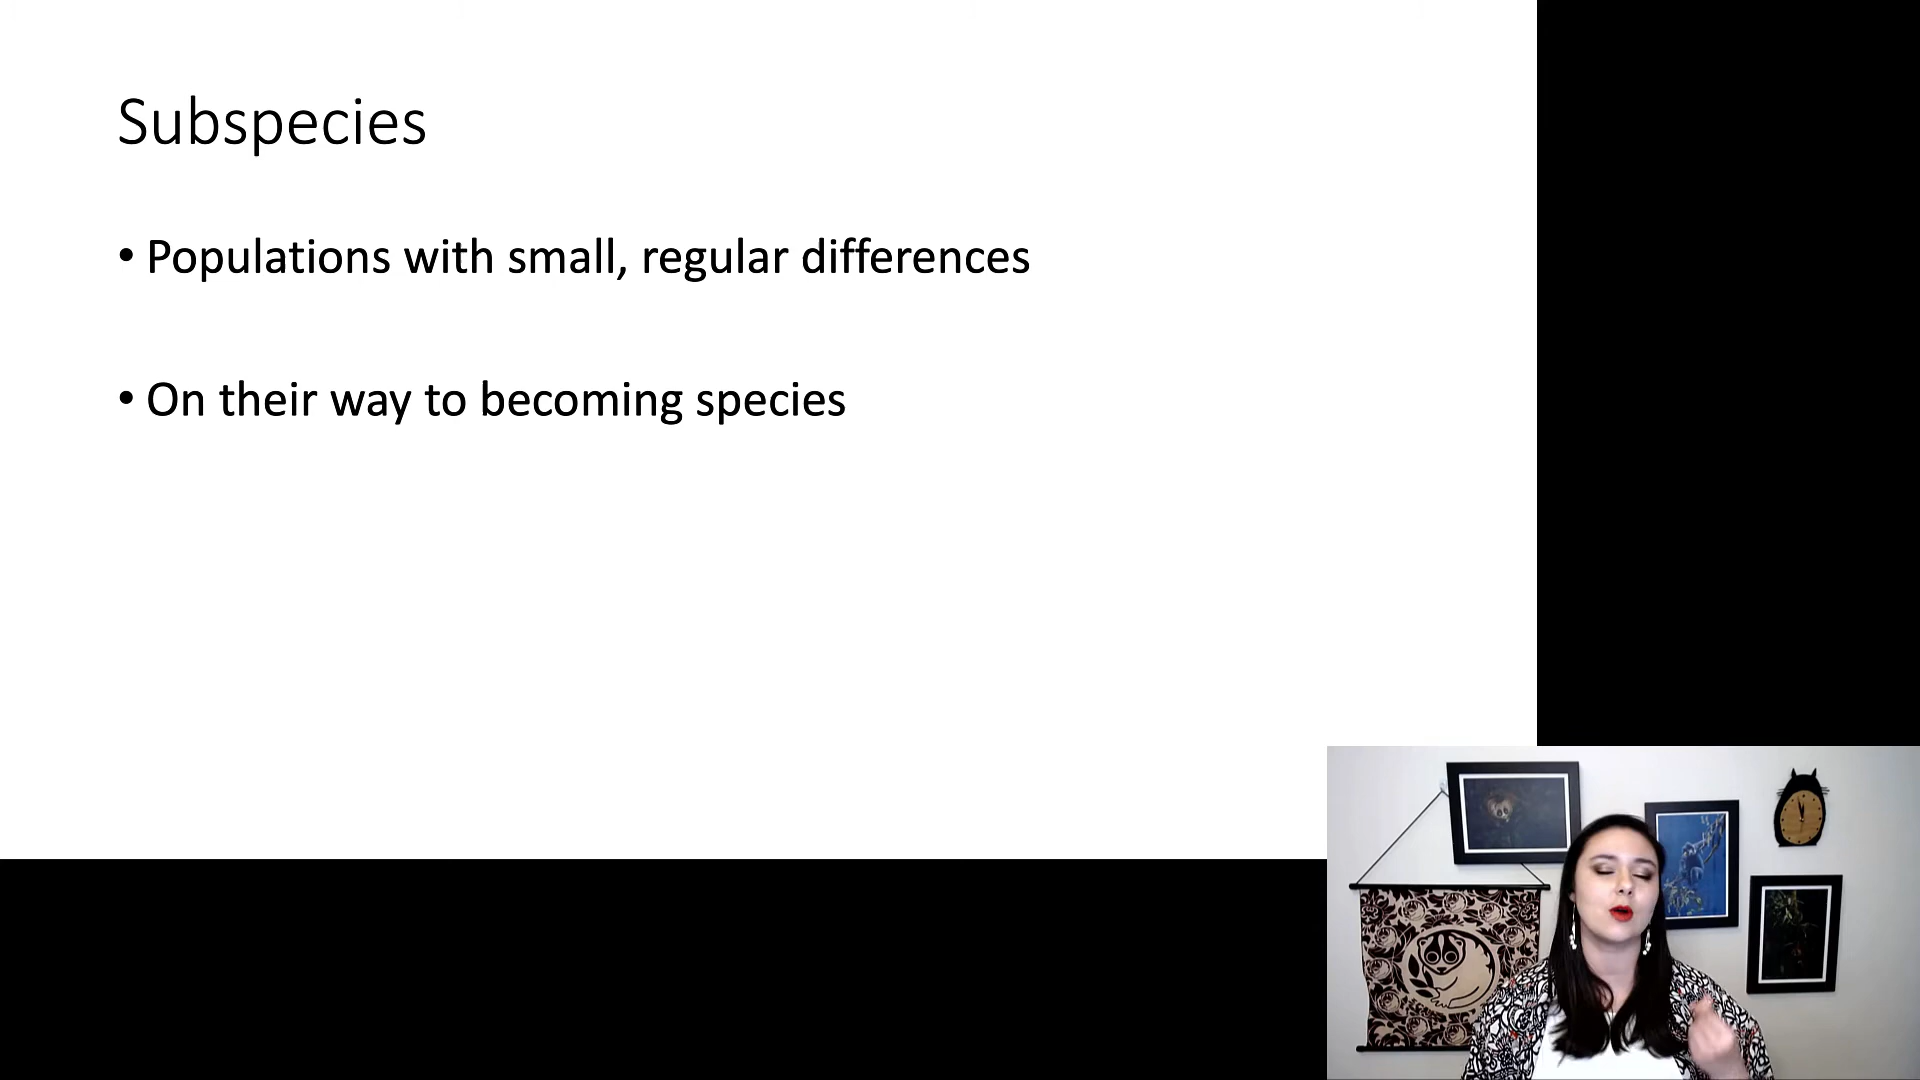 Subspecies
• Populations with small, regular differences
• On their way to becoming species